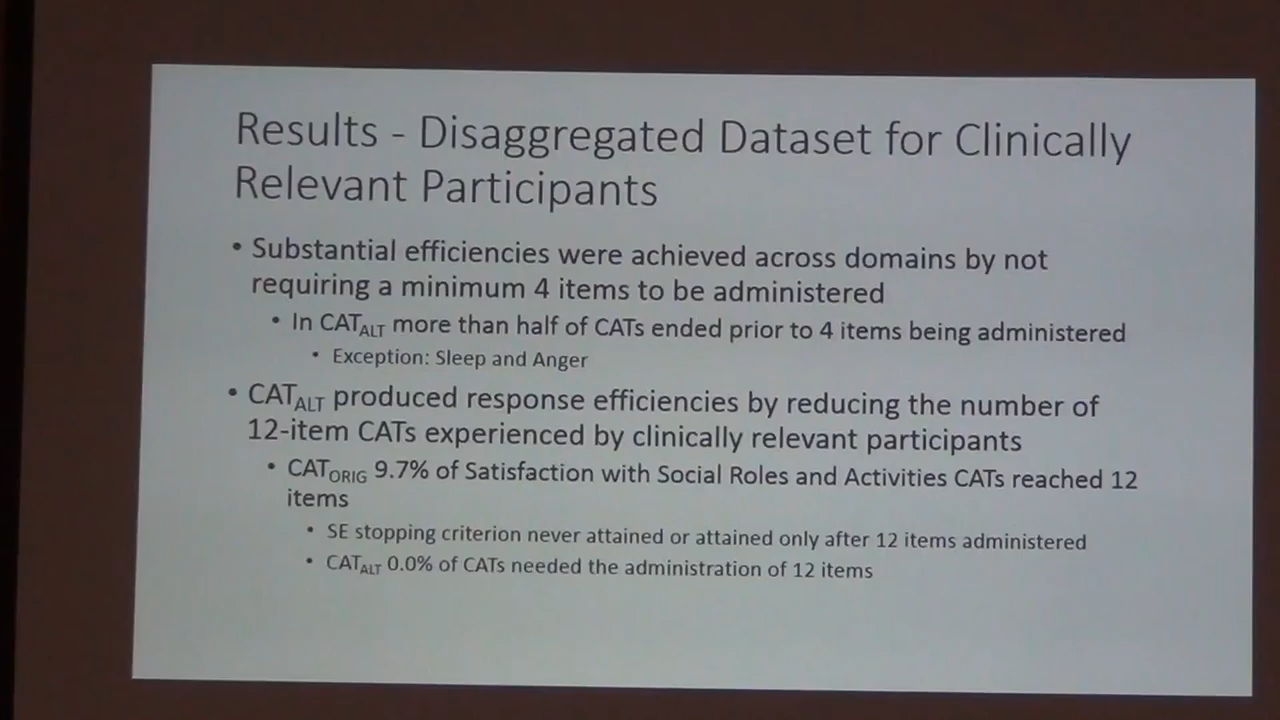 Results - Disaggregated Dataset for Clinically
Relevant Participants
• Substantial efficiencies were achieved across domains by not
requiring a minimum 4 items to be administered
• In CATALT more than half of CATs ended prior to 4 items being administered
• Exception: Sleep and Anger
• CATALT produced response efficiencies by reducing the number of
12-item CATs experienced by clinically relevant participants
• CATORIG 9.7% of Satisfaction with Social Roles and Activities CATs reached 12
items
• SE stopping criterion never attained or attained only after 12 items administered
• CATALT 0.0% of CATs needed the administration of 12 items